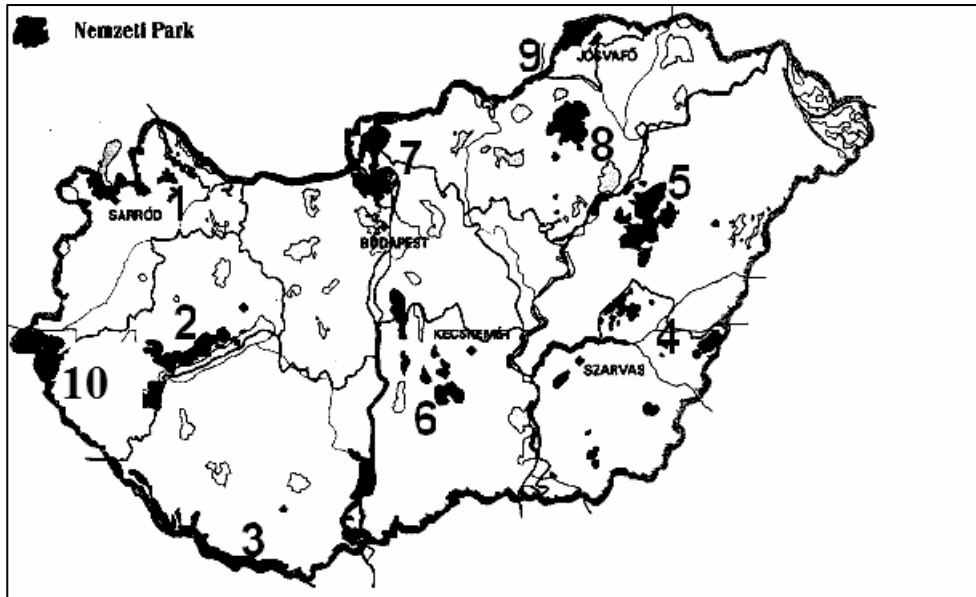 Nemzeti Park
9
JÓSVAFŐ
7
8
5
1
SARRÓD
BUDAPEST
2
KECSKEMÉT
4
10
SZARVAS
6
3